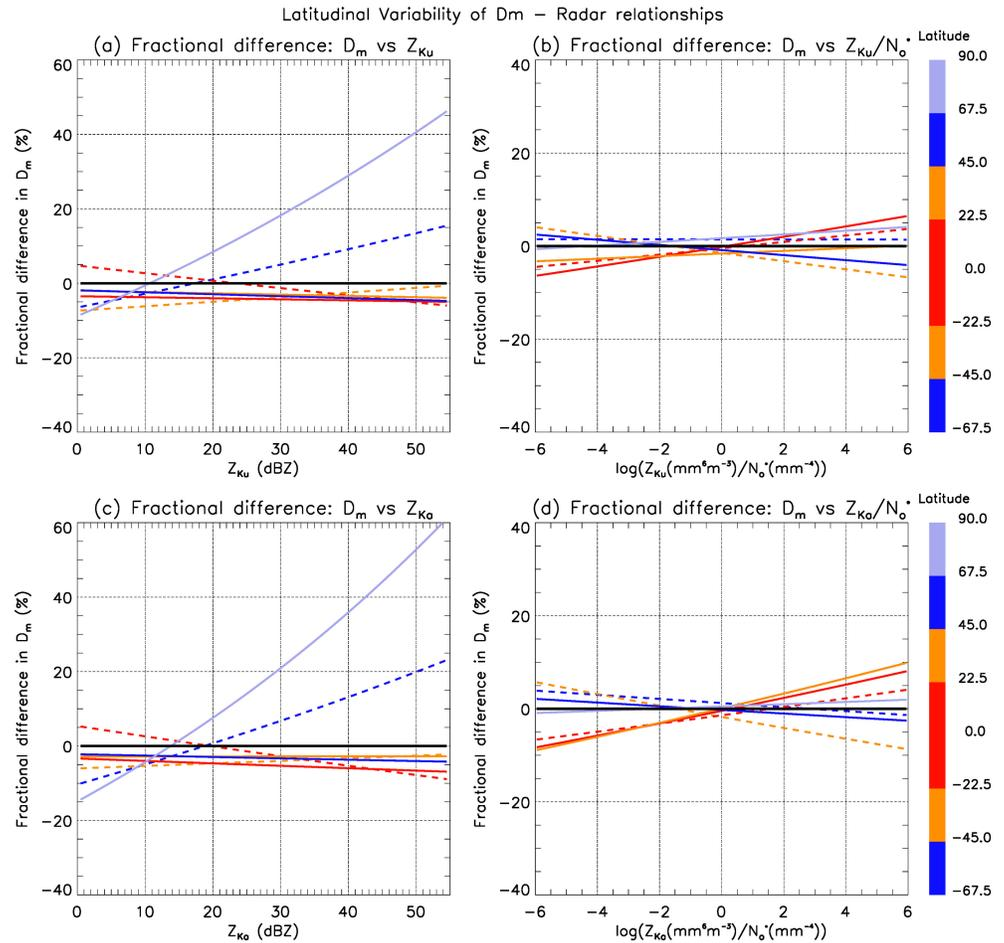 Latitudinal Variability of Dm – Radar relationships
(a) Fractional difference: Dm vs ZKu
(b) Fractional difference: Dm vs ZKu/No*
Latitude
Fractional difference in Dm (%)
60
40
20
0
−20
−40
0 10 20 30 40 50
ZKu (dBZ)
Fractional difference in Dm (%)
40
20
0
−20
−40
−6 −4 −2 0 2 4 6
log(ZKu(mm⁶m⁻³)/No*(mm⁻⁴))
90.0
67.5
45.0
22.5
0.0
−22.5
−45.0
−67.5
(c) Fractional difference: Dm vs ZKa
(d) Fractional difference: Dm vs ZKa/No*
Latitude
Fractional difference in Dm (%)
60
40
20
0
−20
−40
0 10 20 30 40 50
ZKa (dBZ)
Fractional difference in Dm (%)
40
20
0
−20
−40
−6 −4 −2 0 2 4 6
log(ZKa(mm⁶m⁻³)/No*(mm⁻⁴))
90.0
67.5
45.0
22.5
0.0
−22.5
−45.0
−67.5